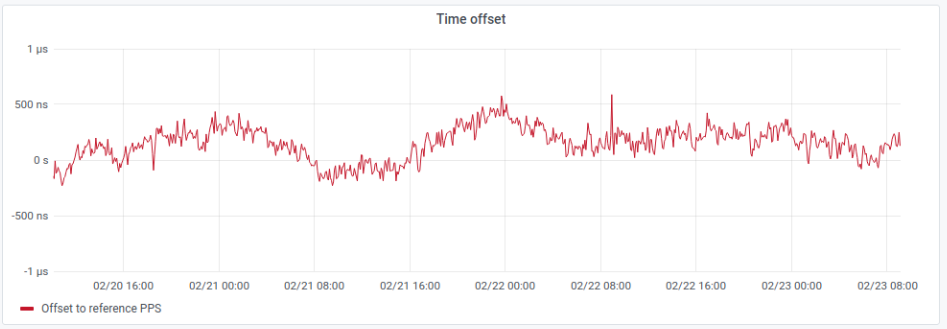 Time offset
1 µs
500 ns
0 s
-500 ns
-1 µs
02/20 16:00 02/21 00:00 02/21 08:00 02/21 16:00 02/22 00:00 02/22 08:00 02/22 16:00 02/23 00:00 02/23 08:00
Offset to reference PPS